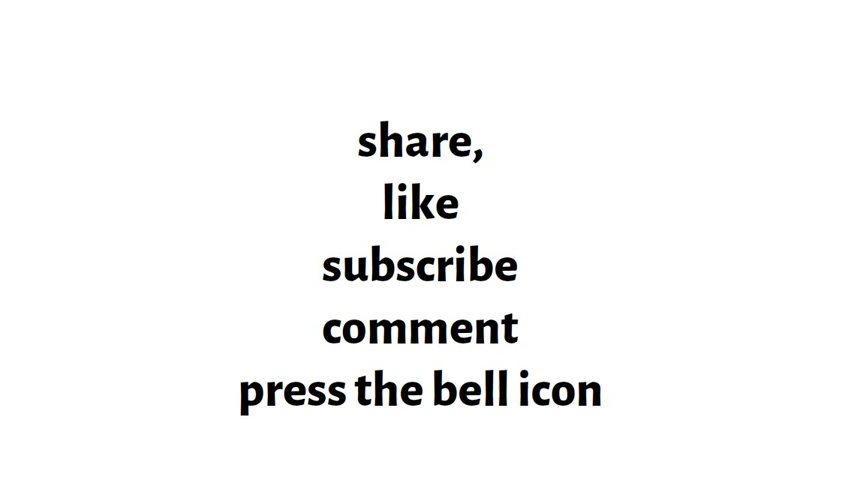 share,
like
subscribe
comment
press the bell icon